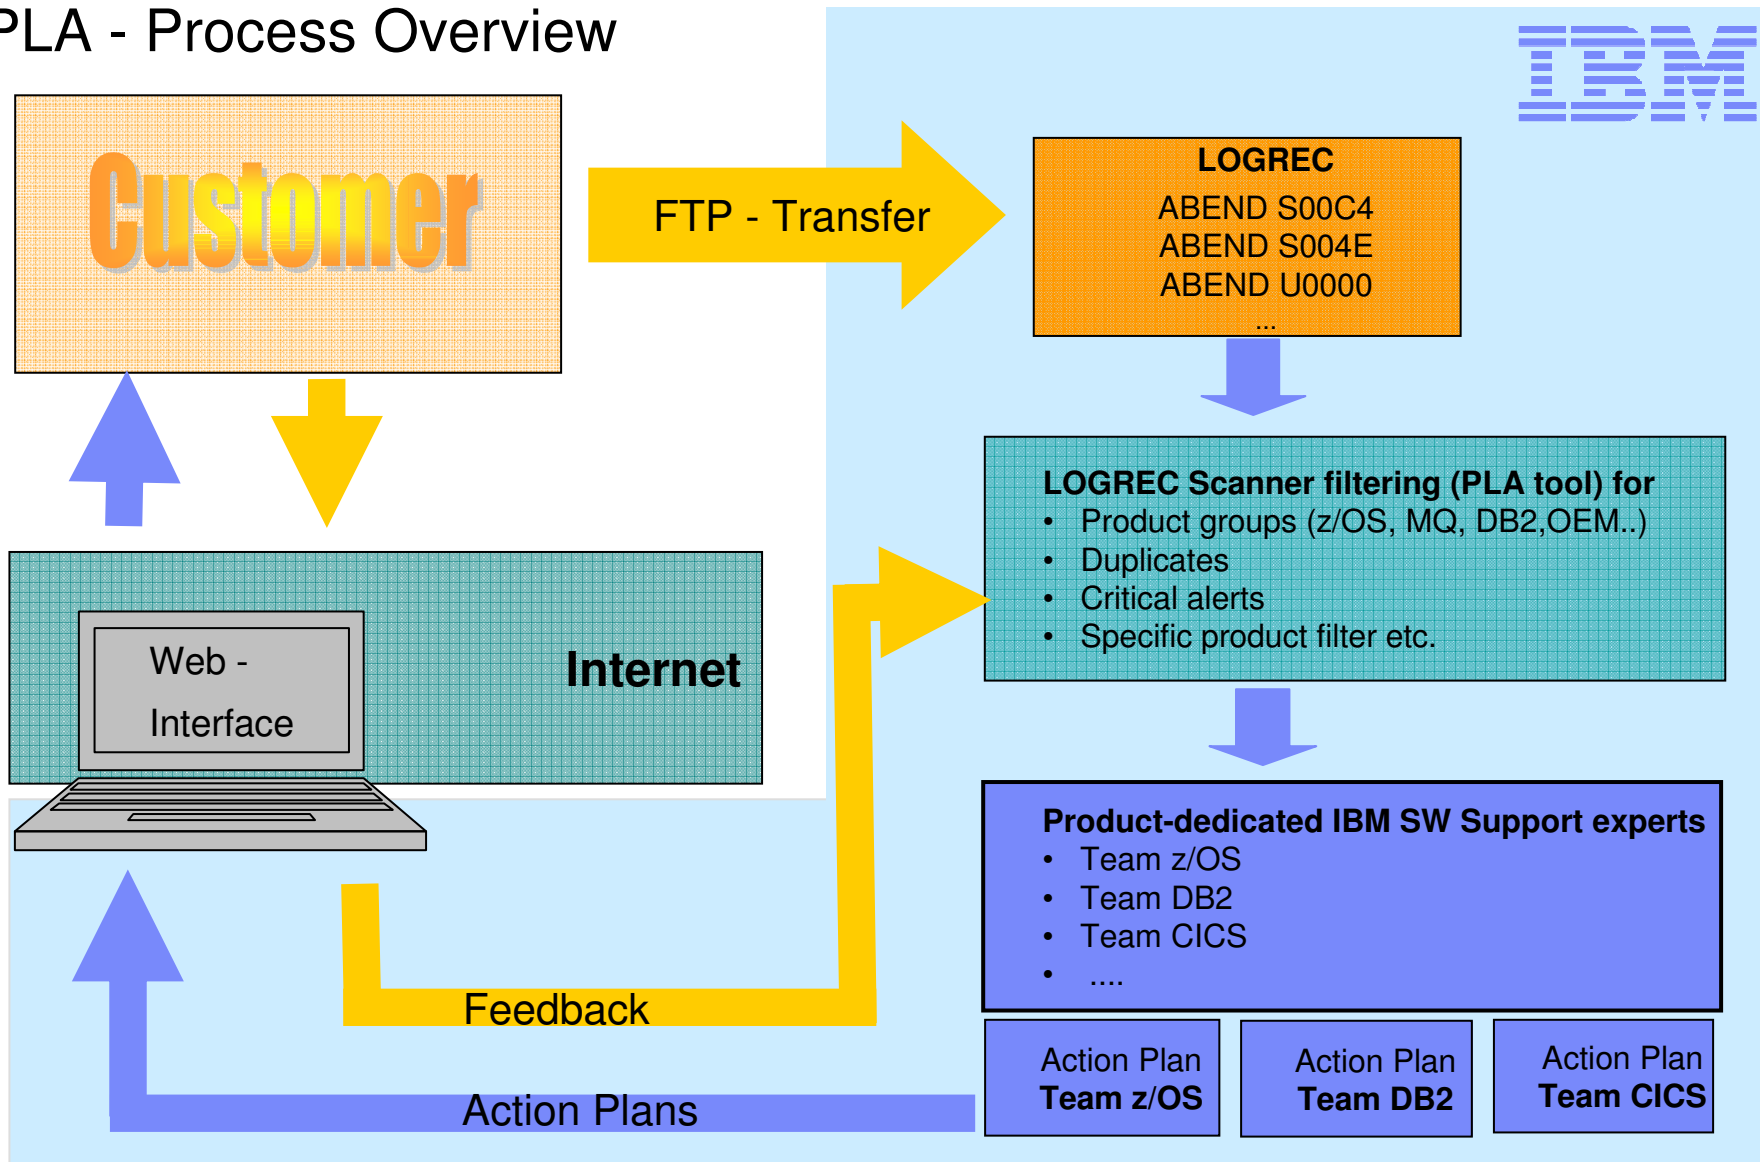 PLA - Process Overview
IBM
Customer
FTP - Transfer
LOGREC
ABEND S00C4
ABEND S004E
ABEND U0000
...
LOGREC Scanner filtering (PLA tool) for
• Product groups (z/OS, MQ, DB2,OEM..)
• Duplicates
• Critical alerts
• Specific product filter etc.
Web -
Interface
Internet
Product-dedicated IBM SW Support experts
• Team z/OS
• Team DB2
• Team CICS
• ....
Feedback
Action Plans
Action Plan
Team z/OS
Action Plan
Team DB2
Action Plan
Team CICS